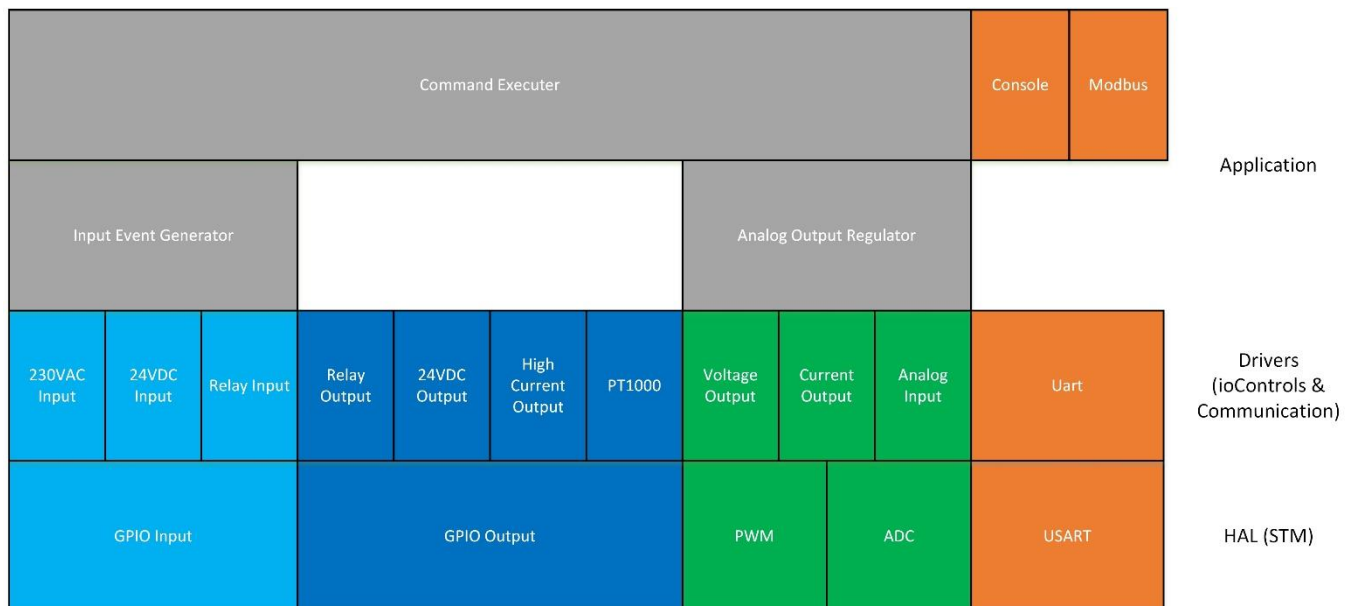 Command Executer
Console
Modbus
Application
Input Event Generator
Analog Output Regulator
230VAC
Input
24VDC
Input
Relay Input
Relay
Output
24VDC
Output
High
Current
Output
PT1000
Voltage
Output
Current
Output
Analog
Input
Uart
Drivers
(ioControls &
Communication)
GPIO Input
GPIO Output
PWM
ADC
USART
HAL (STM)